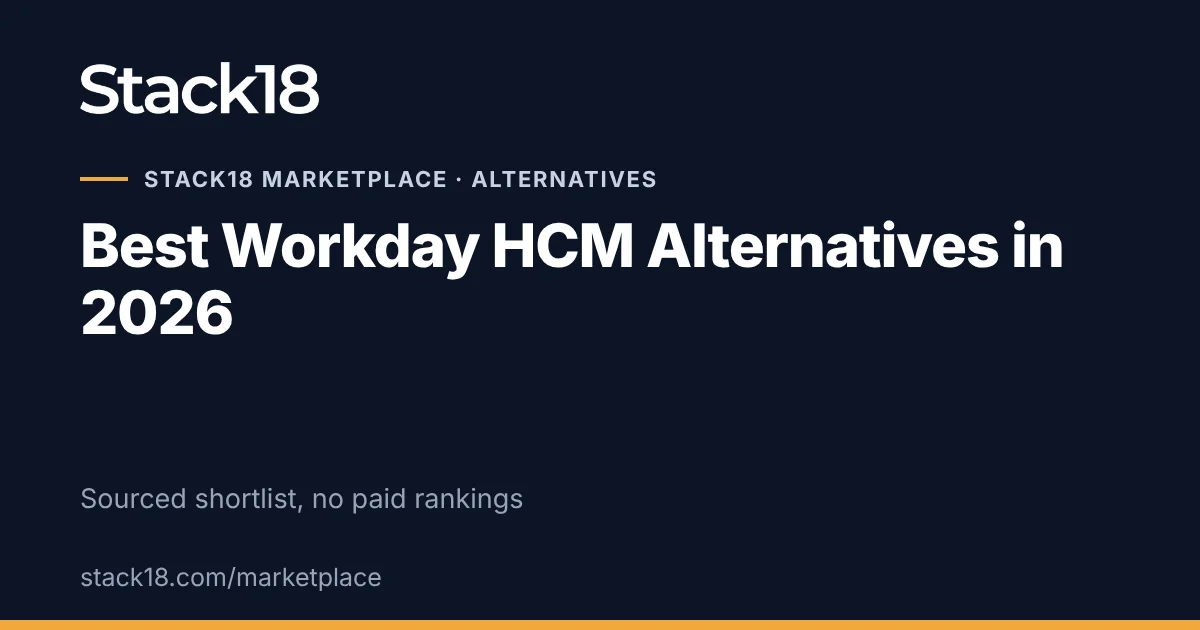 Stack18
STACK18 MARKETPLACE · ALTERNATIVES
Best Workday HCM Alternatives in
2026
Sourced shortlist, no paid rankings
stack18.com/marketplace